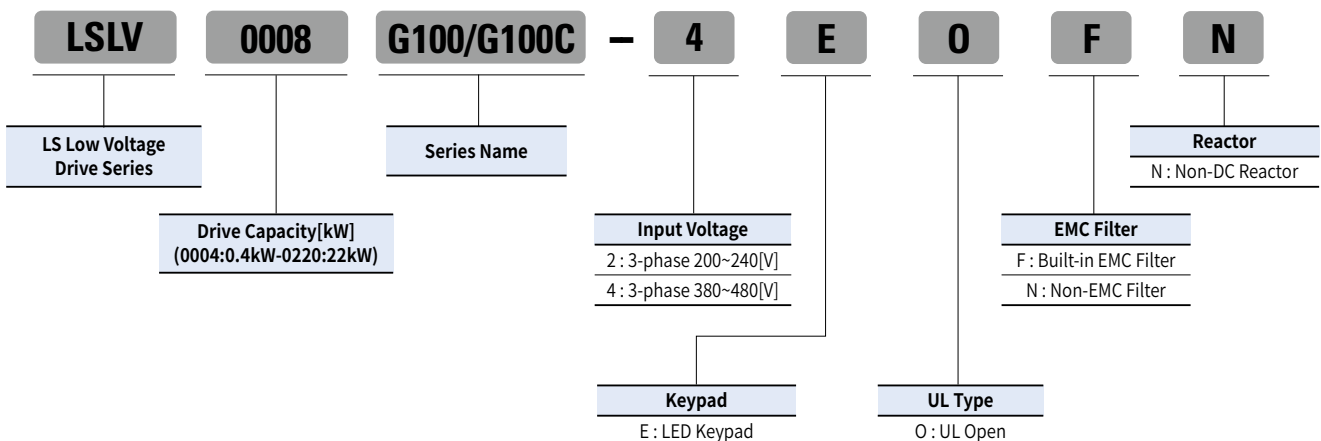 LSLV 0008 G100/G100C – 4 E O F N
LS Low Voltage
Drive Series
Drive Capacity[kW]
(0004:0.4kW-0220:22kW)
Series Name
Input Voltage
2 : 3-phase 200~240[V]
4 : 3-phase 380~480[V]
Keypad
E : LED Keypad
UL Type
O : UL Open
EMC Filter
F : Built-in EMC Filter
N : Non-EMC Filter
Reactor
N : Non-DC Reactor